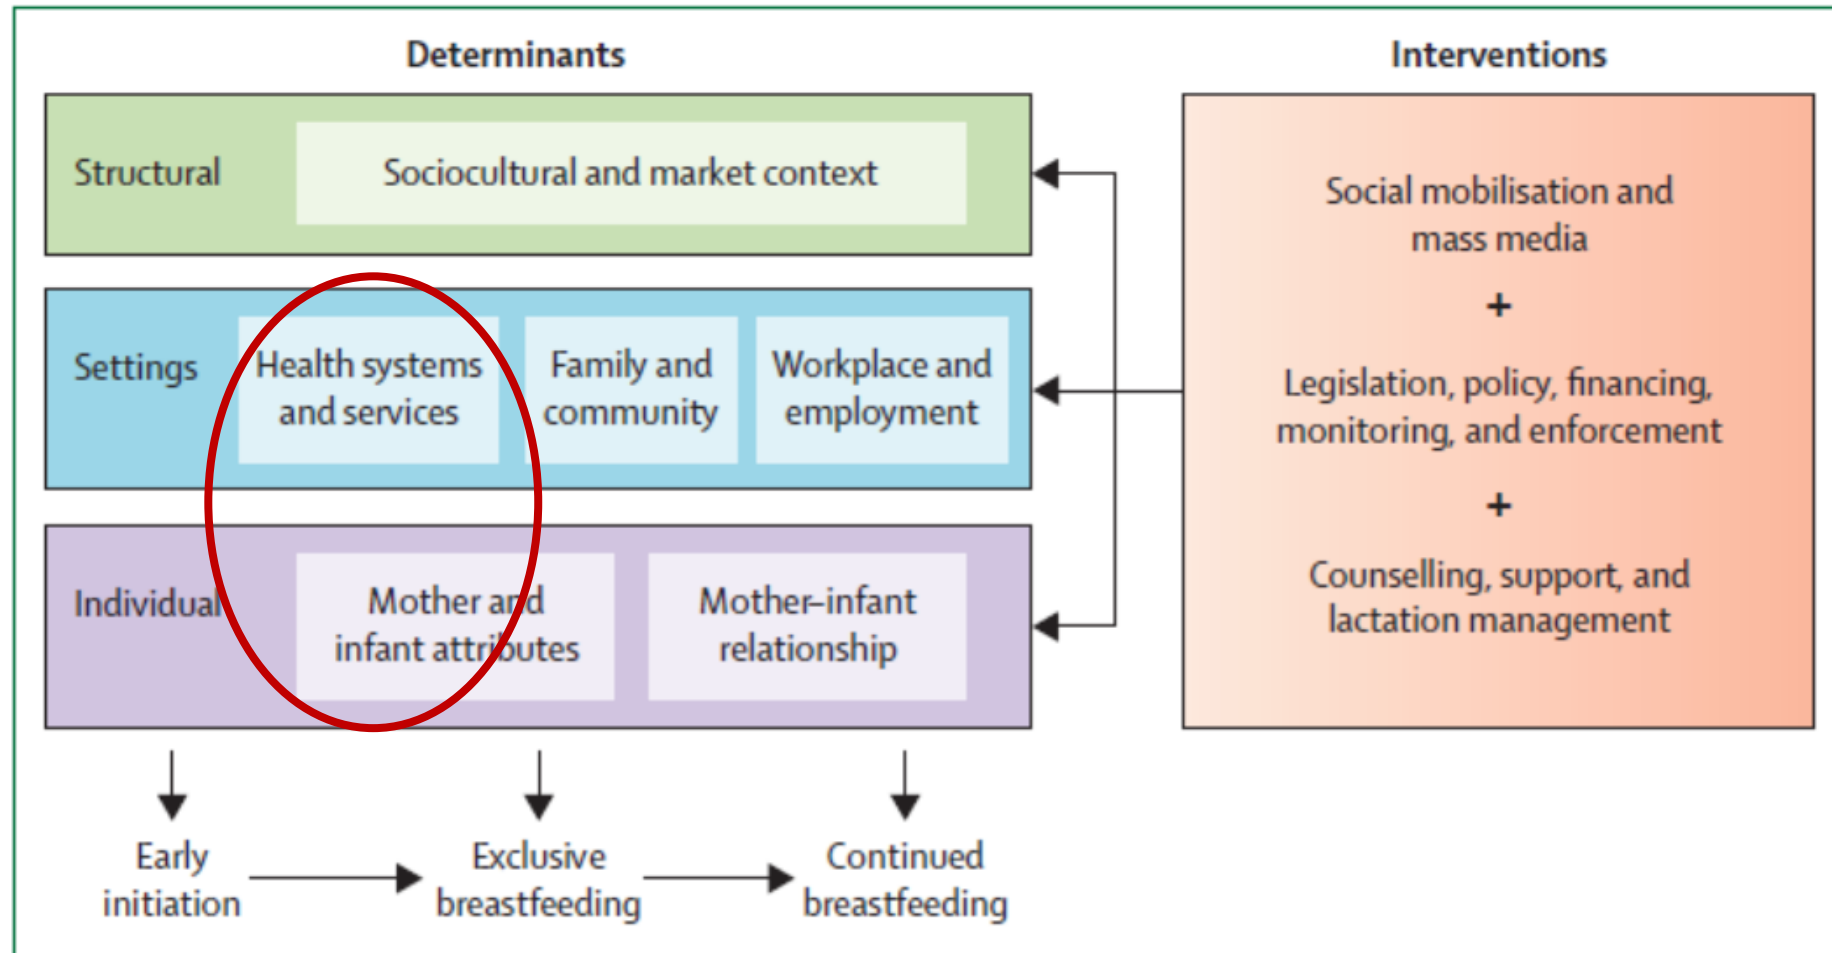 Determinants
Interventions
Structural
Sociocultural and market context
Settings
Health systems
and services
Family and
community
Workplace and
employment
Individual
Mother and
infant attributes
Mother–infant
relationship
Early
initiation
Exclusive
breastfeeding
Continued
breastfeeding
Social mobilisation and
mass media
+
Legislation, policy, financing,
monitoring, and enforcement
+
Counselling, support, and
lactation management